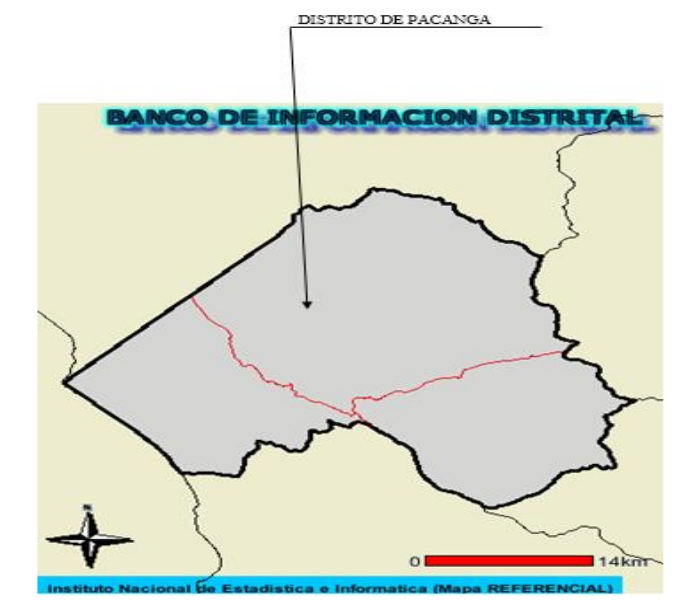 DISTRITO DE PACANGA
BANCO DE INFORMACION DISTRITAL
N
0 14km
Instituto Nacional de Estadistica e Informatica (Mapa REFERENCIAL)